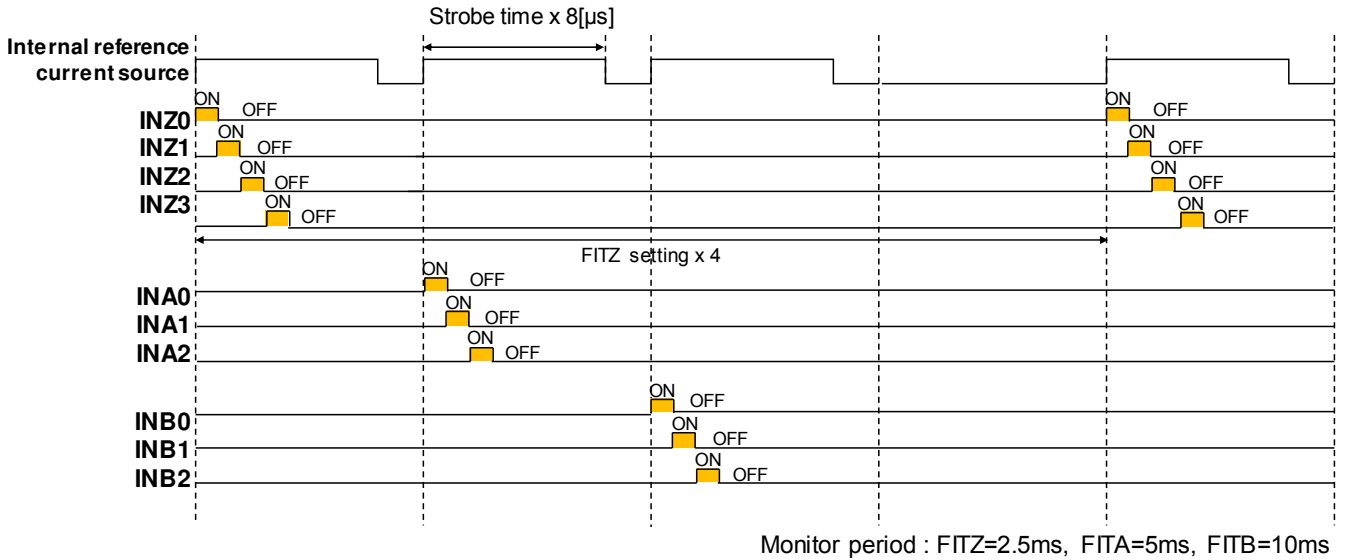 Strobe time x 8[µs]
Internal reference
current source
ON OFF ON OFF
INZ0
ON OFF ON OFF
INZ1
ON OFF ON OFF
INZ2
ON OFF ON OFF
INZ3
FITZ setting x 4
ON OFF
INA0
ON OFF
INA1
ON OFF
INA2
ON OFF
INB0
ON OFF
INB1
ON OFF
INB2
Monitor period : FITZ=2.5ms, FITA=5ms, FITB=10ms